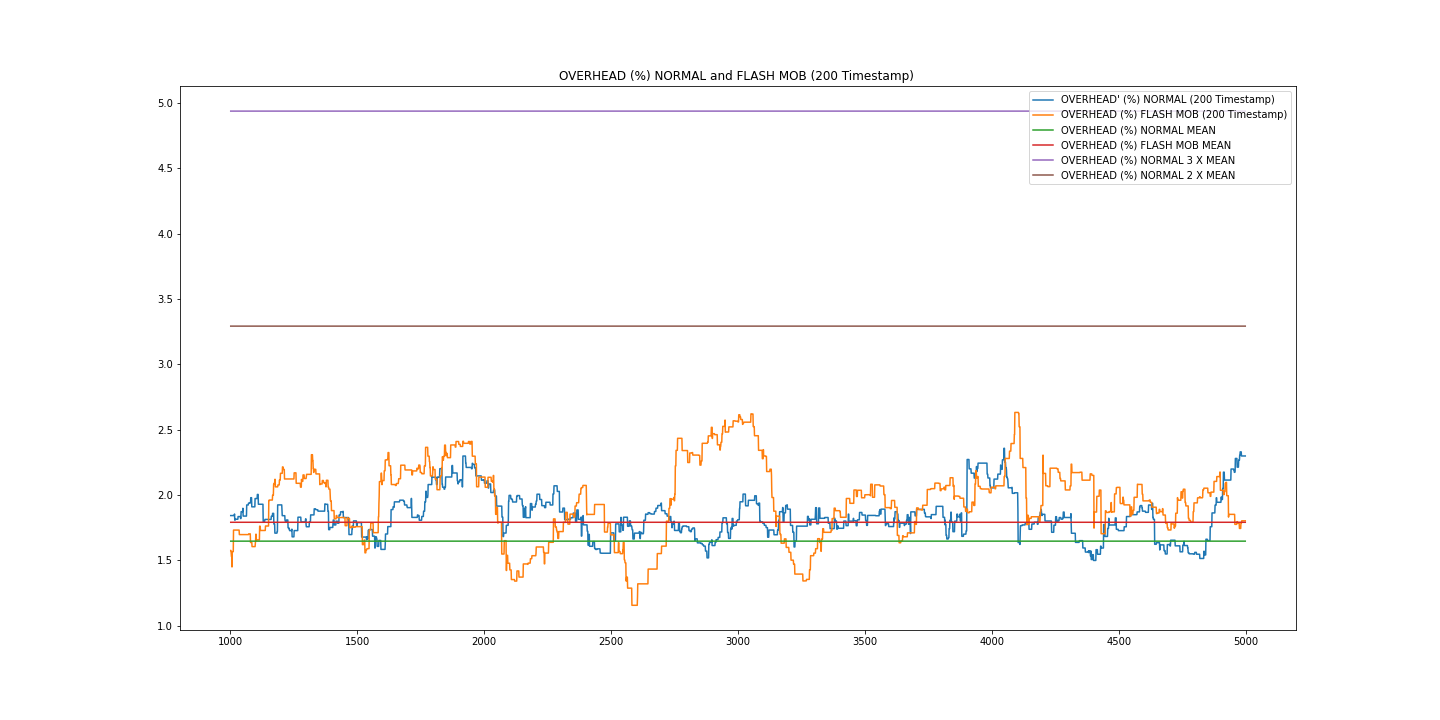 OVERHEAD (%) NORMAL and FLASH MOB (200 Timestamp)
OVERHEAD' (%) NORMAL (200 Timestamp)
OVERHEAD (%) FLASH MOB (200 Timestamp)
OVERHEAD (%) NORMAL MEAN
OVERHEAD (%) FLASH MOB MEAN
OVERHEAD (%) NORMAL 3 X MEAN
OVERHEAD (%) NORMAL 2 X MEAN
5.0
4.5
4.0
3.5
3.0
2.5
2.0
1.5
1.0
1000 1500 2000 2500 3000 3500 4000 4500 5000